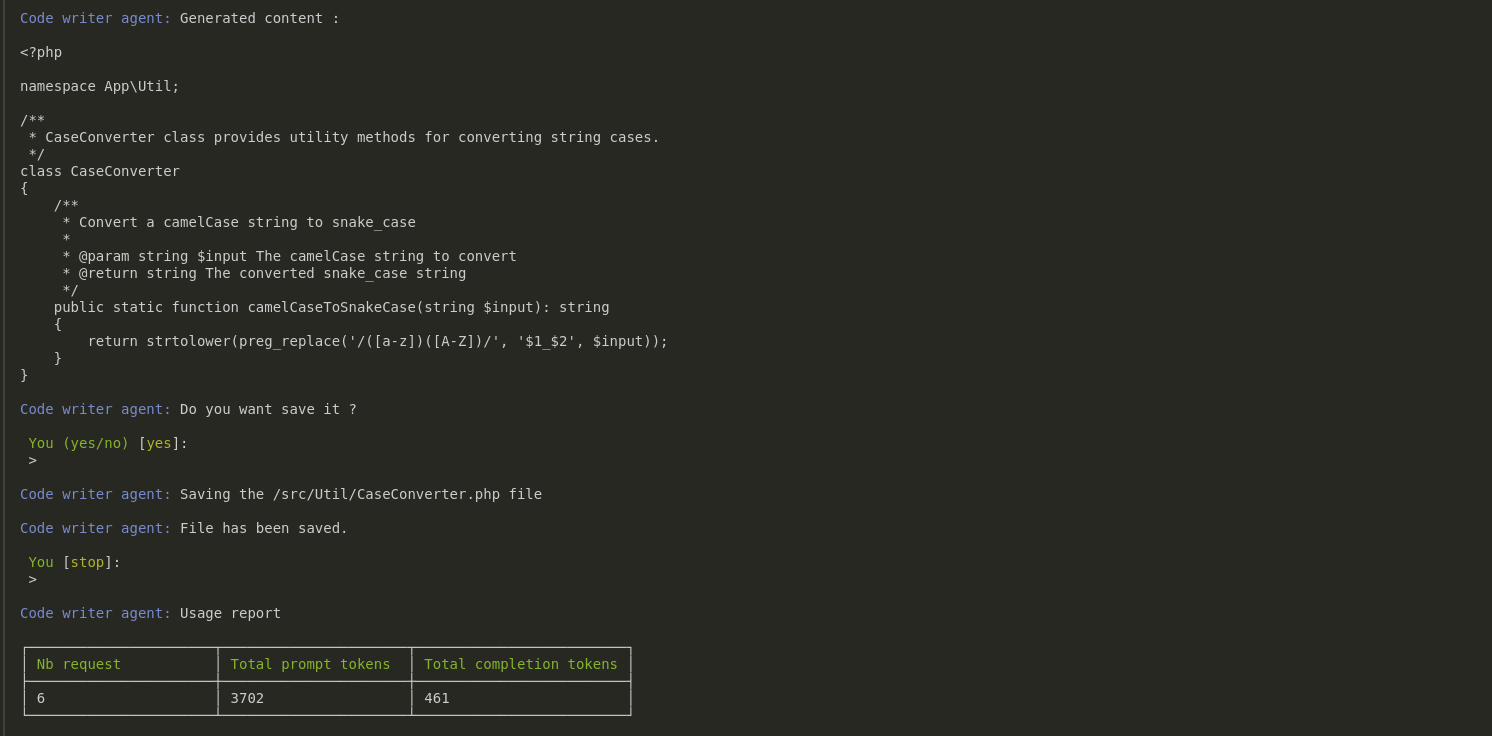 Code writer agent: Generated content :
<?php
namespace App\Util;
/**
 * CaseConverter class provides utility methods for converting string cases.
 */
class CaseConverter
{
    /**
     * Convert a camelCase string to snake_case
     *
     * @param string $input The camelCase string to convert
     * @return string The converted snake_case string
     */
    public static function camelCaseToSnakeCase(string $input): string
    {
        return strtolower(preg_replace('/([a-z])([A-Z])/', '$1_$2', $input));
    }
}
Code writer agent: Do you want save it ?
 You (yes/no) [yes]:
 >
Code writer agent: Saving the /src/Util/CaseConverter.php file
Code writer agent: File has been saved.
 You [stop]:
 >
Code writer agent: Usage report
Nb request Total prompt tokens Total completion tokens
6 3702 461